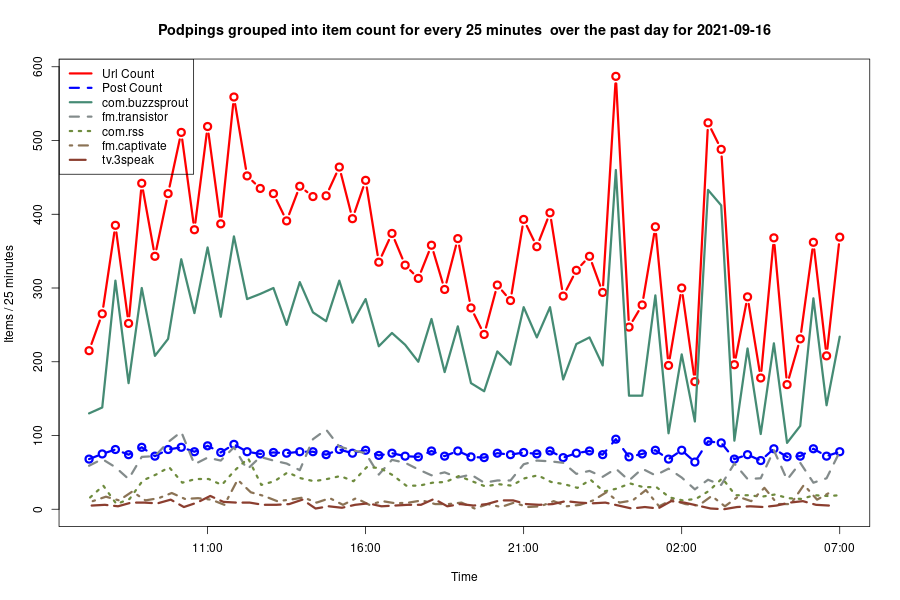 Podpings grouped into item count for every 25 minutes  over the past day for 2021-09-16
Url Count
Post Count
com.buzzsprout
fm.transistor
com.rss
fm.captivate
tv.3speak
Items / 25 minutes
600
500
400
300
200
100
0
11:00
16:00
21:00
02:00
07:00
Time